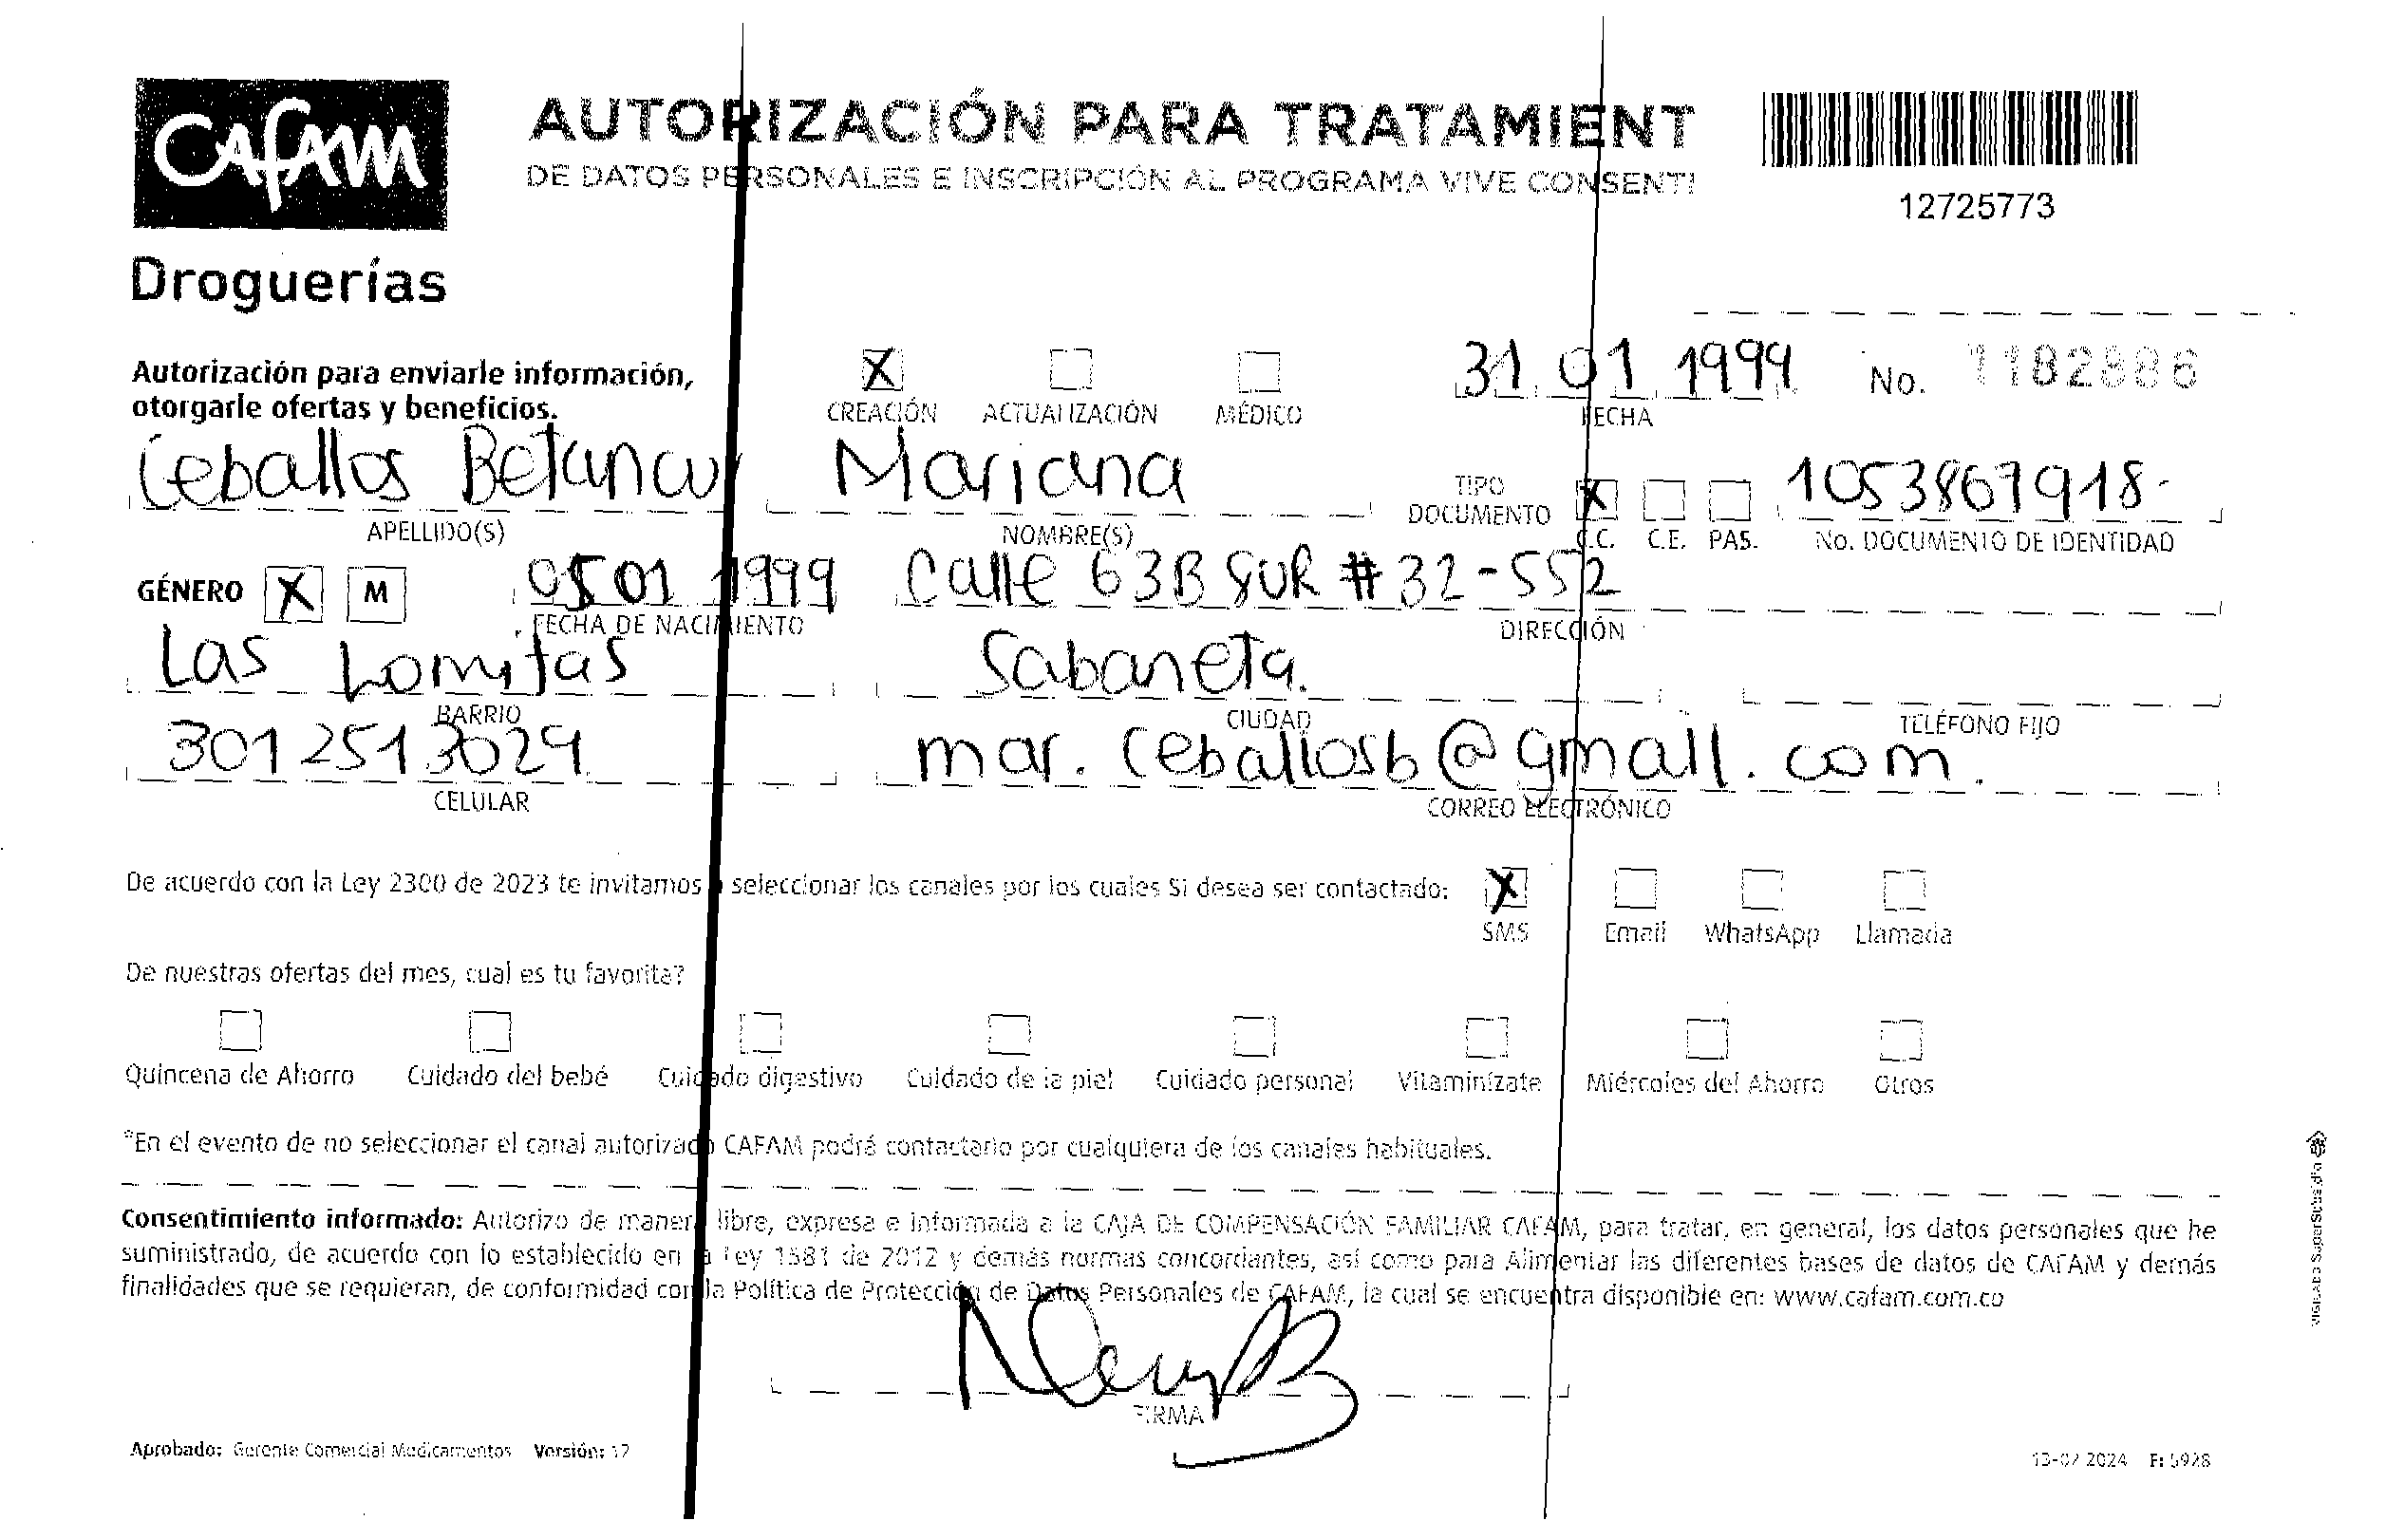 CAFAM
Droguerías
AUTORIZACIÓN PARA TRATAMIENT
DE DATOS PERSONALES E INSCRIPCIÓN AL PROGRAMA VIVE CONSENTI
12725773
Autorización para enviarle información,
otorgarle ofertas y beneficios.
X CREACIÓN ACTUALIZACIÓN MÉDICO
31 01 1999
FECHA
No. 1182886
Ceballos Betancur
APELLIDO(S)
Mariana
NOMBRE(S)
TIPO DOCUMENTO X C.C. C.E. PAS.
1053867918-
No. DOCUMENTO DE IDENTIDAD
GÉNERO X M
05 01 1999
FECHA DE NACIMIENTO
Calle 63B SUR # 32-552
DIRECCIÓN
Las Lomitas
BARRIO
Sabaneta.
CIUDAD
TELÉFONO FIJO
3012513029
CELULAR
mar.ceballosb@gmail.com.
CORREO ELECTRÓNICO
De acuerdo con la Ley 2300 de 2023 te invitamos a seleccionar los canales por los cuales Si desea ser contactado:
X SMS Email WhatsApp Llamada
De nuestras ofertas del mes, cual es tu favorita?
Quincena de Ahorro Cuidado del bebé Cuidado digestivo Cuidado de la piel Cuidado personal Vitaminízate Miércoles del Ahorro Otros
*En el evento de no seleccionar el canal autorizado CAFAM podrá contactarlo por cualquiera de los canales habituales.
Consentimiento informado: Autorizo de manera libre, expresa e informada a la CAJA DE COMPENSACIÓN FAMILIAR CAFAM, para tratar, en general, los datos personales que he
suministrado, de acuerdo con lo establecido en la Ley 1581 de 2012 y demás normas concordantes, así como para Alimentar las diferentes bases de datos de CAFAM y demás
finalidades que se requieran, de conformidad con la Política de Protección de Datos Personales de CAFAM, la cual se encuentra disponible en: www.cafam.com.co
FIRMA
Aprobado: Gerente Comercial Medicamentos Versión: 12
13-02 2024 F: 5928
VIGILADO SuperSubsidio